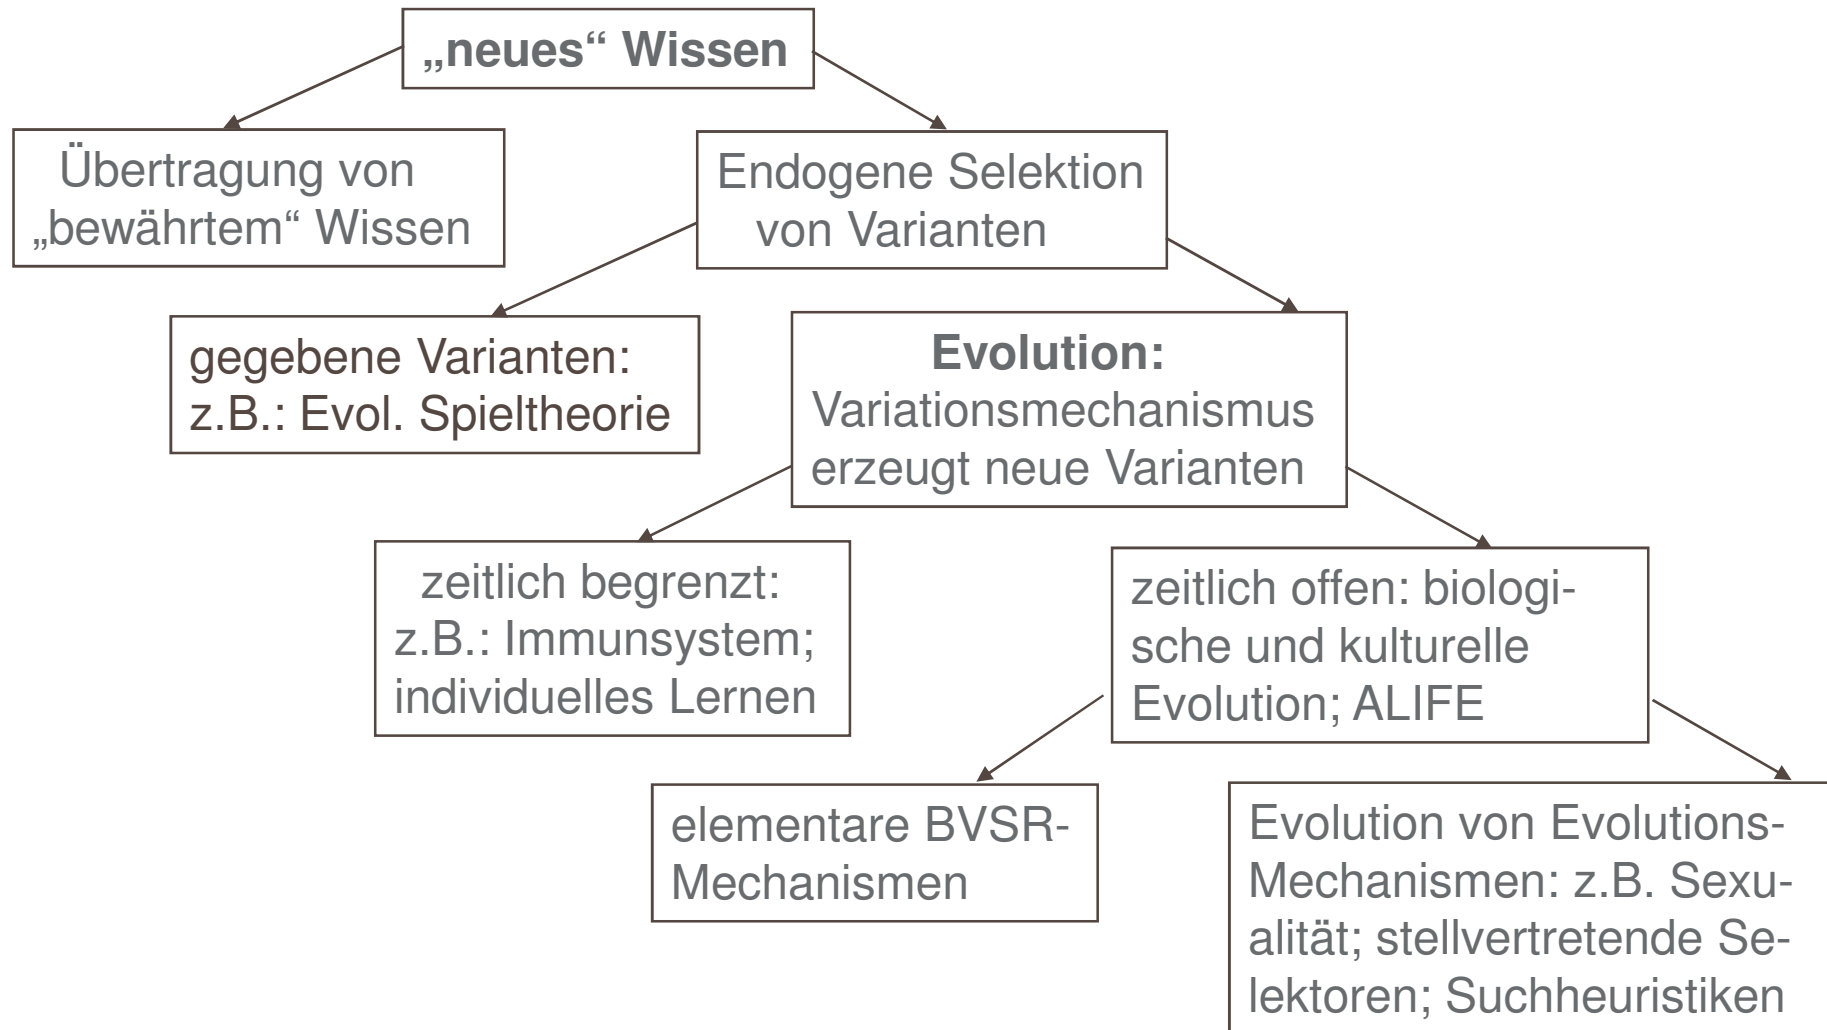 „neues“ Wissen
Übertragung von
„bewährtem“ Wissen
Endogene Selektion
von Varianten
gegebene Varianten:
z.B.: Evol. Spieltheorie
Evolution:
Variationsmechanismus
erzeugt neue Varianten
zeitlich begrenzt:
z.B.: Immunsystem;
individuelles Lernen
zeitlich offen: biologi-
sche und kulturelle
Evolution; ALIFE
elementare BVSR-
Mechanismen
Evolution von Evolutions-
Mechanismen: z.B. Sexu-
alität; stellvertretende Se-
lektoren; Suchheuristiken